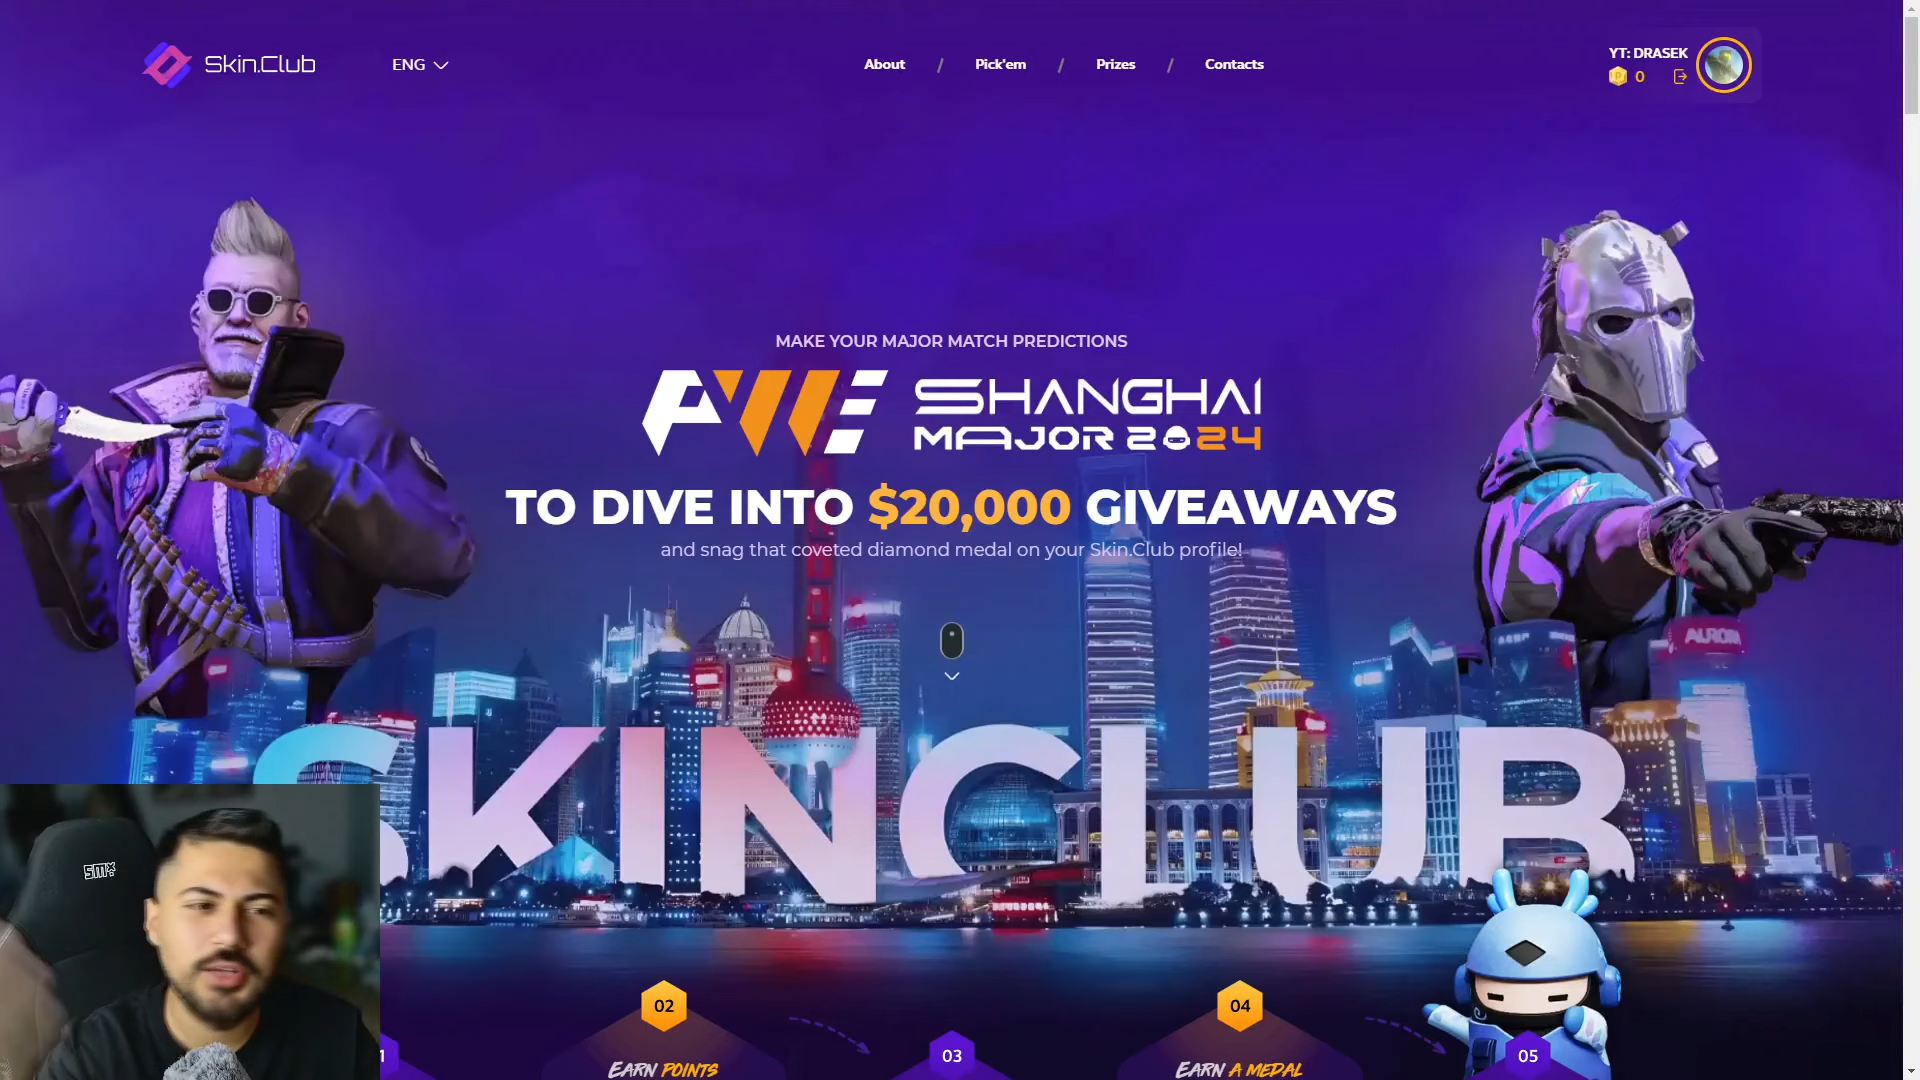 Skin.Club
ENG
About / Pick'em / Prizes / Contacts
YT: DRASEK
0
MAKE YOUR MAJOR MATCH PREDICTIONS
PWE
SHANGHAI
MAJOR 2024
TO DIVE INTO $20,000 GIVEAWAYS
and snag that coveted diamond medal on your Skin.Club profile!
AURORA
SKINCLUB
SMX
02
04
03
05
EARN POINTS
EARN A MEDAL